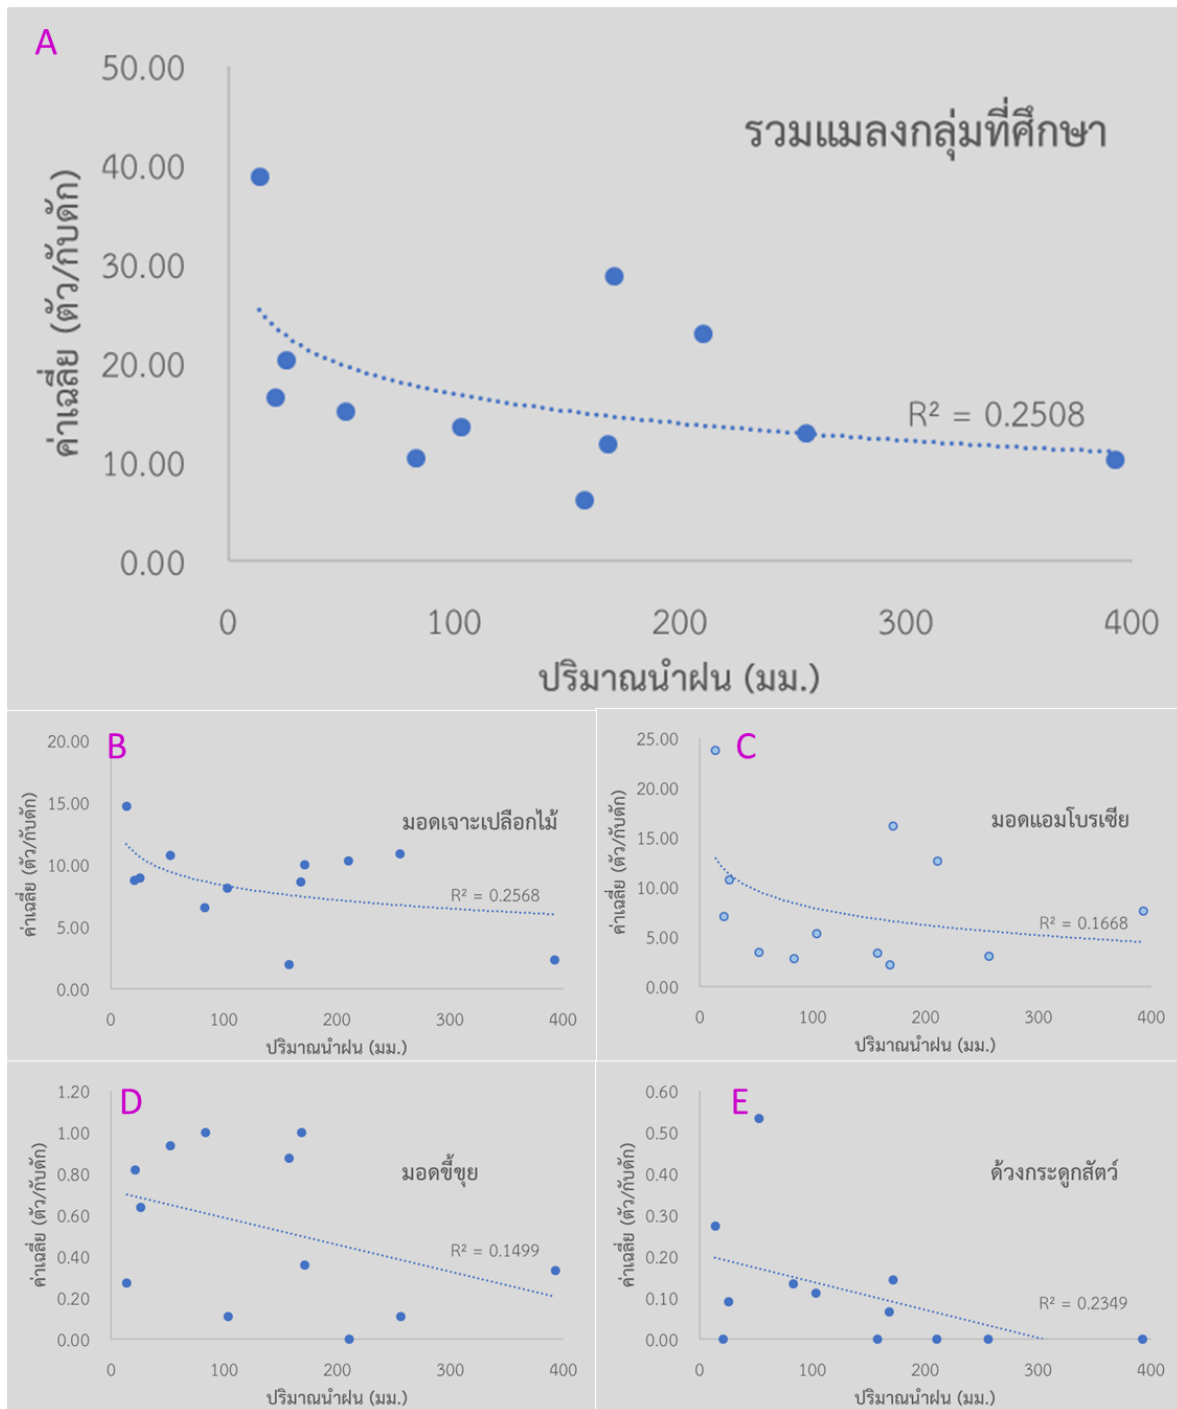 A
50.00
40.00
30.00
20.00
10.00
0.00
ค่าเฉลี่ย (ตัว/กับดัก)
รวมแมลงกลุ่มที่ศึกษา
R² = 0.2508
0 100 200 300 400
ปริมาณน้ำฝน (มม.)
B
20.00
15.00
10.00
5.00
0.00
ค่าเฉลี่ย (ตัว/กับดัก)
มอดเจาะเปลือกไม้
R² = 0.2568
0 100 200 300 400
ปริมาณน้ำฝน (มม.)
C
25.00
20.00
15.00
10.00
5.00
0.00
ค่าเฉลี่ย (ตัว/กับดัก)
มอดแอมโบรเซีย
R² = 0.1668
0 100 200 300 400
ปริมาณน้ำฝน (มม.)
D
1.20
1.00
0.80
0.60
0.40
0.20
0.00
ค่าเฉลี่ย (ตัว/กับดัก)
มอดขี้ขุย
R² = 0.1499
0 100 200 300 400
ปริมาณน้ำฝน (มม.)
E
0.60
0.50
0.40
0.30
0.20
0.10
0.00
ค่าเฉลี่ย (ตัว/กับดัก)
ด้วงกระดูกสัตว์
R² = 0.2349
0 100 200 300 400
ปริมาณน้ำฝน (มม.)